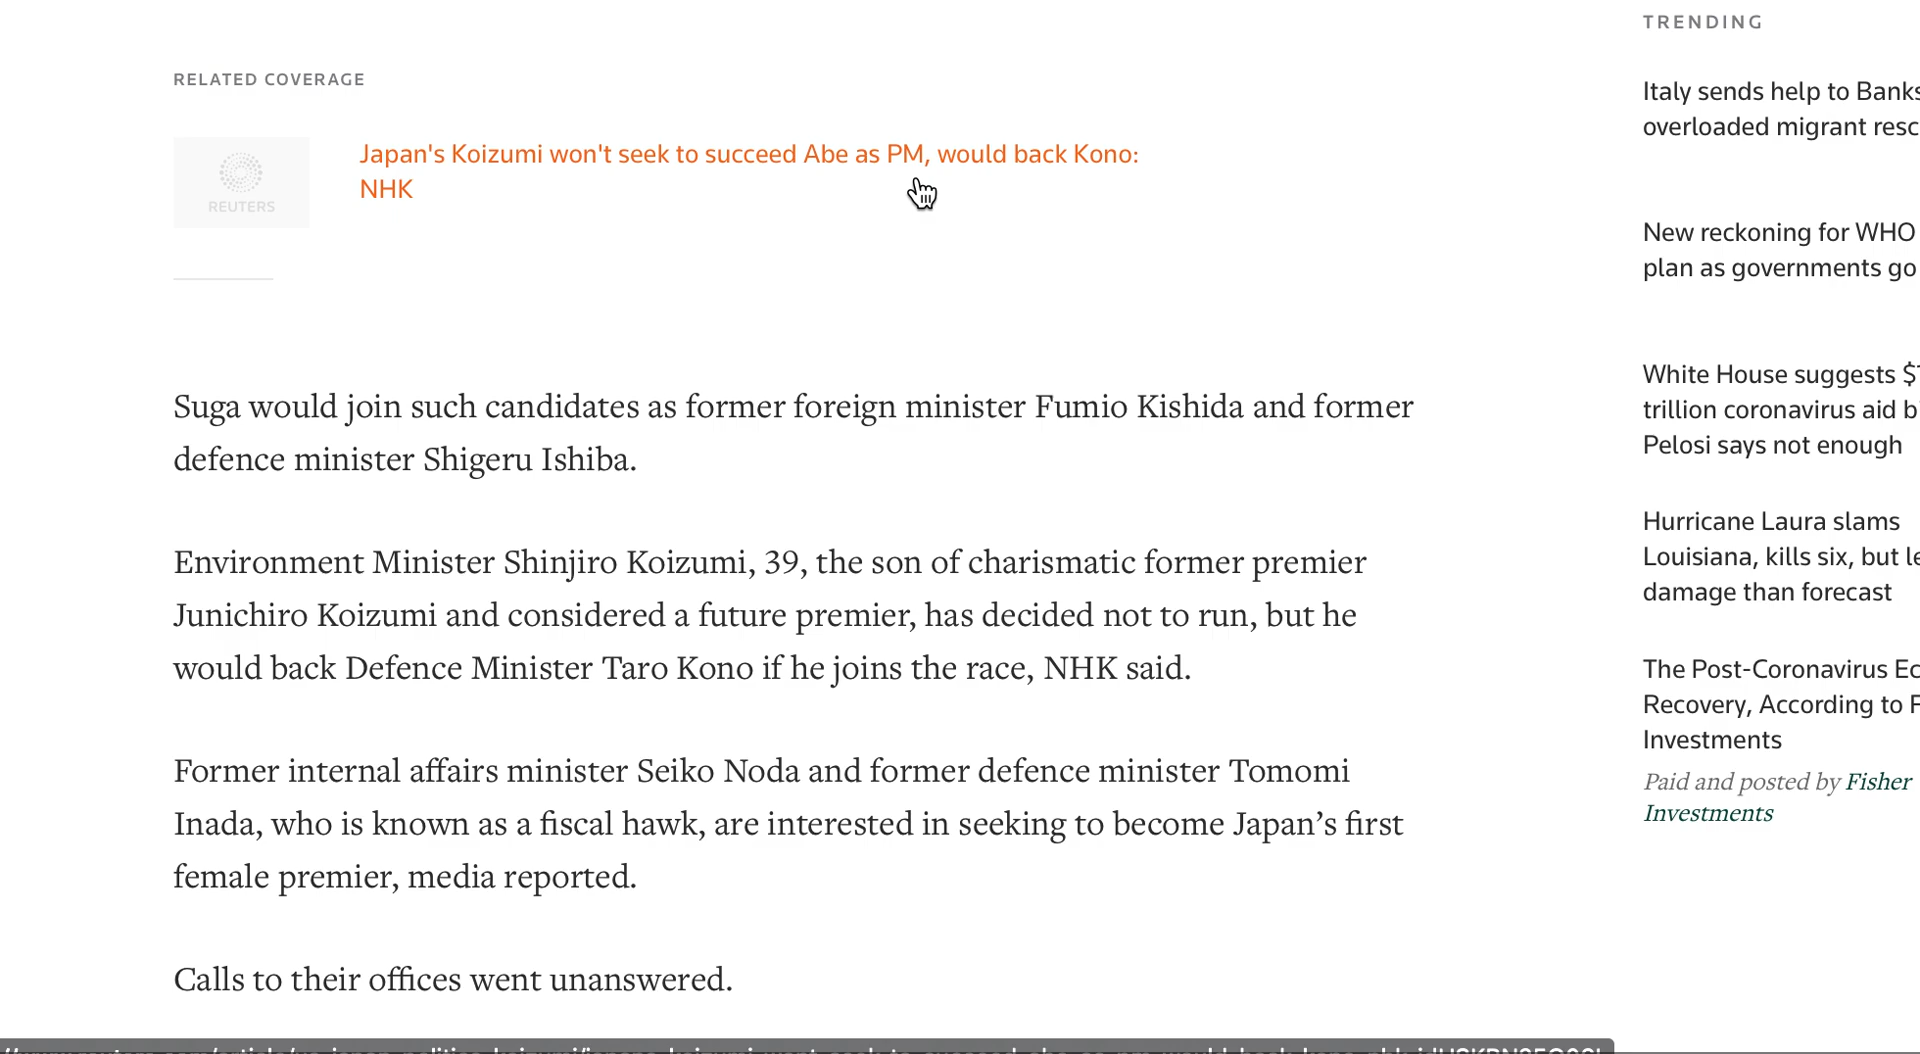 TRENDING
RELATED COVERAGE
REUTERS
Japan's Koizumi won't seek to succeed Abe as PM, would back Kono:
NHK
Suga would join such candidates as former foreign minister Fumio Kishida and former
defence minister Shigeru Ishiba.
Environment Minister Shinjiro Koizumi, 39, the son of charismatic former premier
Junichiro Koizumi and considered a future premier, has decided not to run, but he
would back Defence Minister Taro Kono if he joins the race, NHK said.
Former internal affairs minister Seiko Noda and former defence minister Tomomi
Inada, who is known as a fiscal hawk, are interested in seeking to become Japan’s first
female premier, media reported.
Calls to their offices went unanswered.
Italy sends help to
overloaded migrant
New reckoning for WHO
plan as governments go
White House suggests
trillion coronavirus aid
Pelosi says not enough
Hurricane Laura slams
Louisiana, kills six, but
damage than forecast
The Post-Coronavirus
Recovery, According to
Investments
Paid and posted by Fisher
Investments